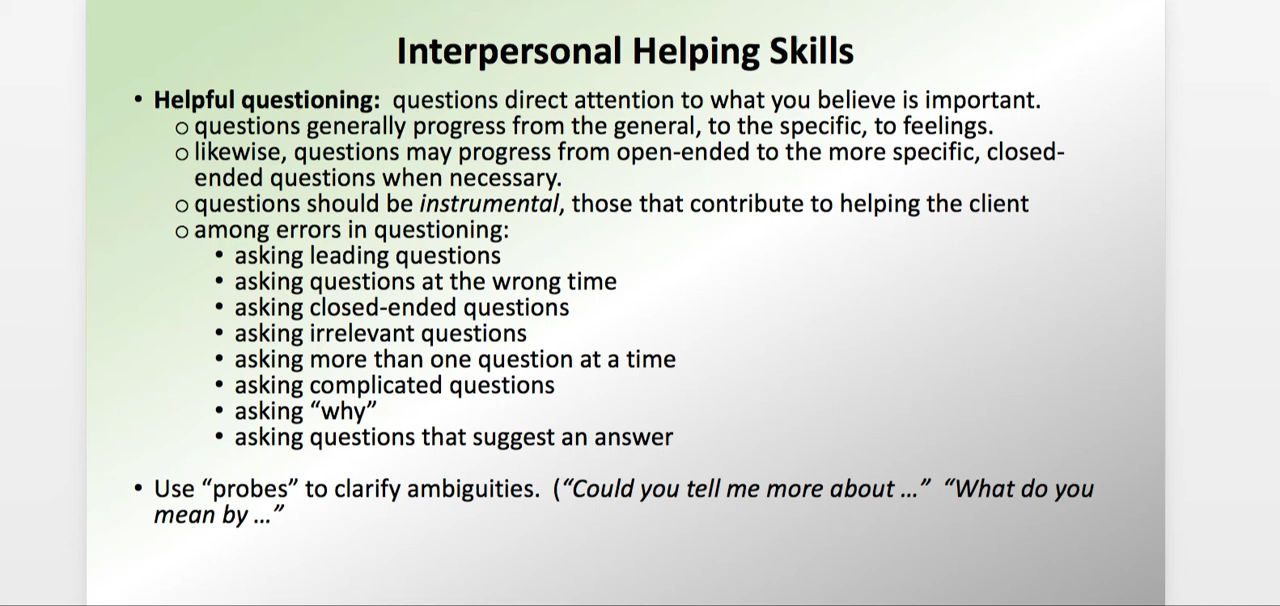 Interpersonal Helping Skills
• Helpful questioning:  questions direct attention to what you believe is important.
o questions generally progress from the general, to the specific, to feelings.
o likewise, questions may progress from open-ended to the more specific, closed-
ended questions when necessary.
o questions should be instrumental, those that contribute to helping the client
o among errors in questioning:
• asking leading questions
• asking questions at the wrong time
• asking closed-ended questions
• asking irrelevant questions
• asking more than one question at a time
• asking complicated questions
• asking “why”
• asking questions that suggest an answer
• Use “probes” to clarify ambiguities.  (“Could you tell me more about …”  “What do you
mean by …”